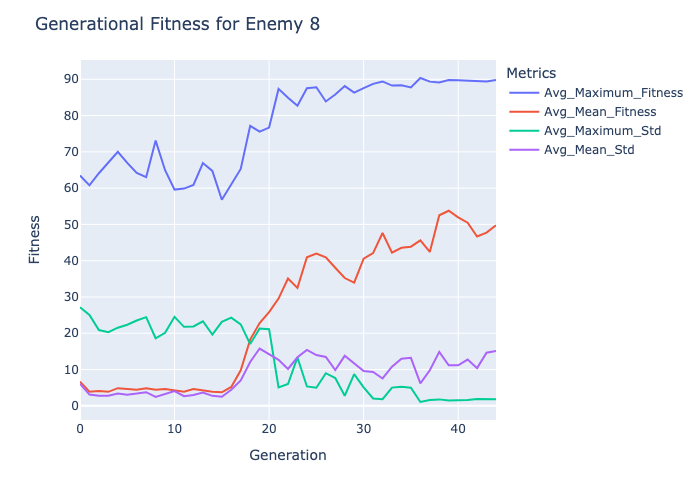 Generational Fitness for Enemy 8
Metrics
Avg_Maximum_Fitness
Avg_Mean_Fitness
Avg_Maximum_Std
Avg_Mean_Std
Fitness
90
80
70
60
50
40
30
20
10
0
0 10 20 30 40
Generation